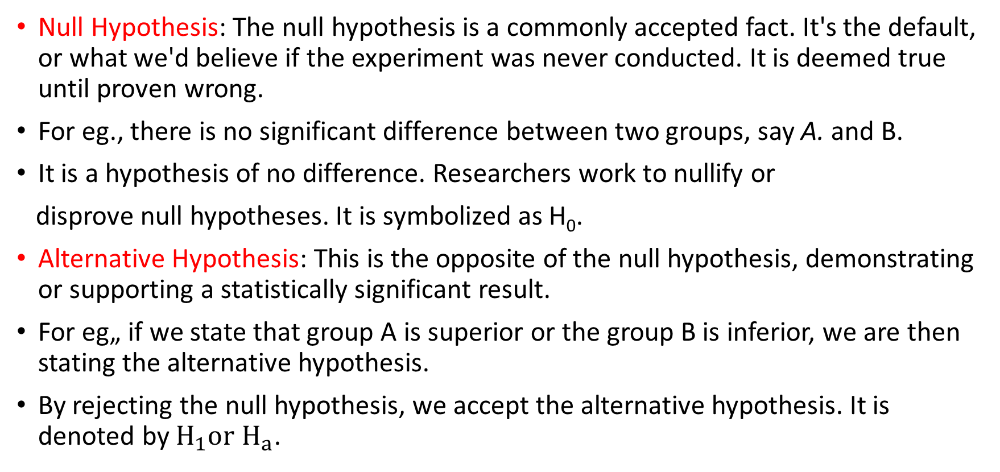 • Null Hypothesis: The null hypothesis is a commonly accepted fact. It's the default,
or what we'd believe if the experiment was never conducted. It is deemed true
until proven wrong.
• For eg., there is no significant difference between two groups, say A. and B.
• It is a hypothesis of no difference. Researchers work to nullify or
disprove null hypotheses. It is symbolized as H₀.
• Alternative Hypothesis: This is the opposite of the null hypothesis, demonstrating
or supporting a statistically significant result.
• For eg„, if we state that group A is superior or the group B is inferior, we are then
stating the alternative hypothesis.
• By rejecting the null hypothesis, we accept the alternative hypothesis. It is
denoted by H₁or Hₐ.